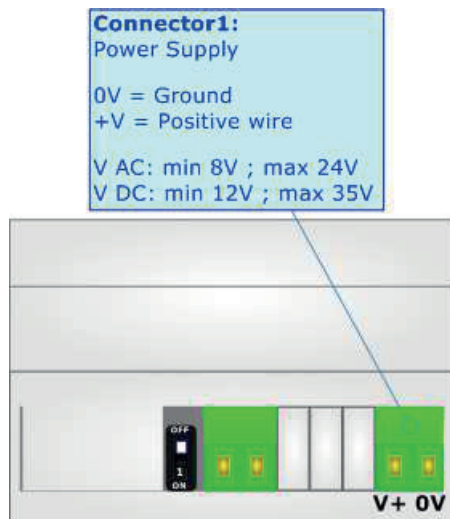 Connector1:
Power Supply
0V = Ground
+V = Positive wire
V AC: min 8V ; max 24V
V DC: min 12V ; max 35V
OFF
1
ON
V+ 0V